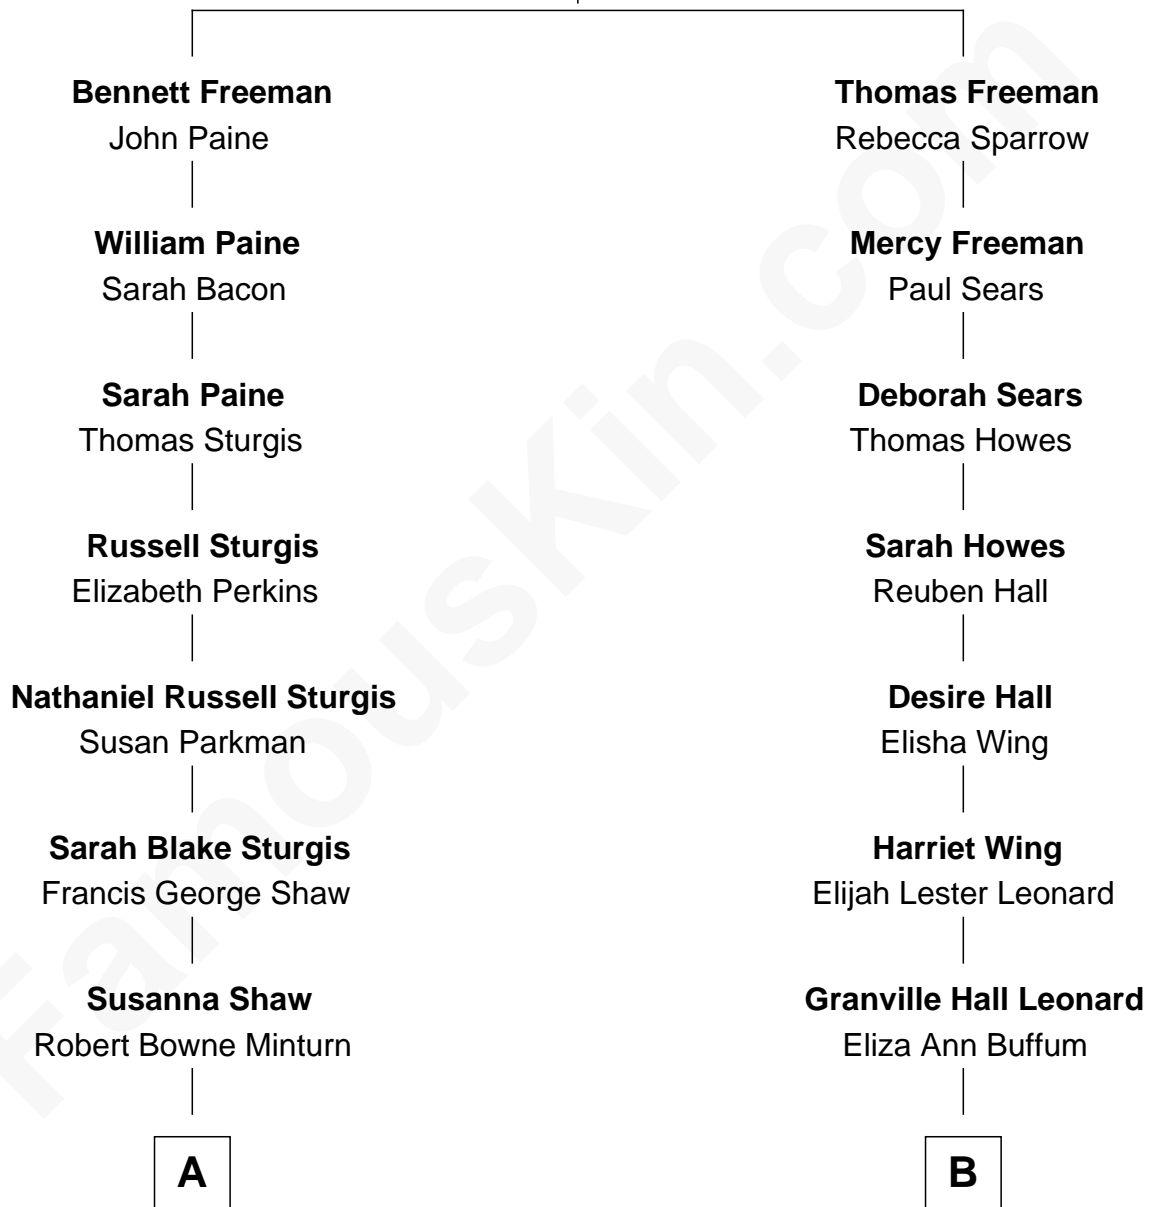 Bennett Freeman
John Paine
William Paine
Sarah Bacon
Sarah Paine
Thomas Sturgis
Russell Sturgis
Elizabeth Perkins
Nathaniel Russell Sturgis
Susan Parkman
Sarah Blake Sturgis
Francis George Shaw
Susanna Shaw
Robert Bowne Minturn
A
Thomas Freeman
Rebecca Sparrow
Mercy Freeman
Paul Sears
Deborah Sears
Thomas Howes
Sarah Howes
Reuben Hall
Desire Hall
Elisha Wing
Harriet Wing
Elijah Lester Leonard
Granville Hall Leonard
Eliza Ann Buffum
B
FamousKin.com